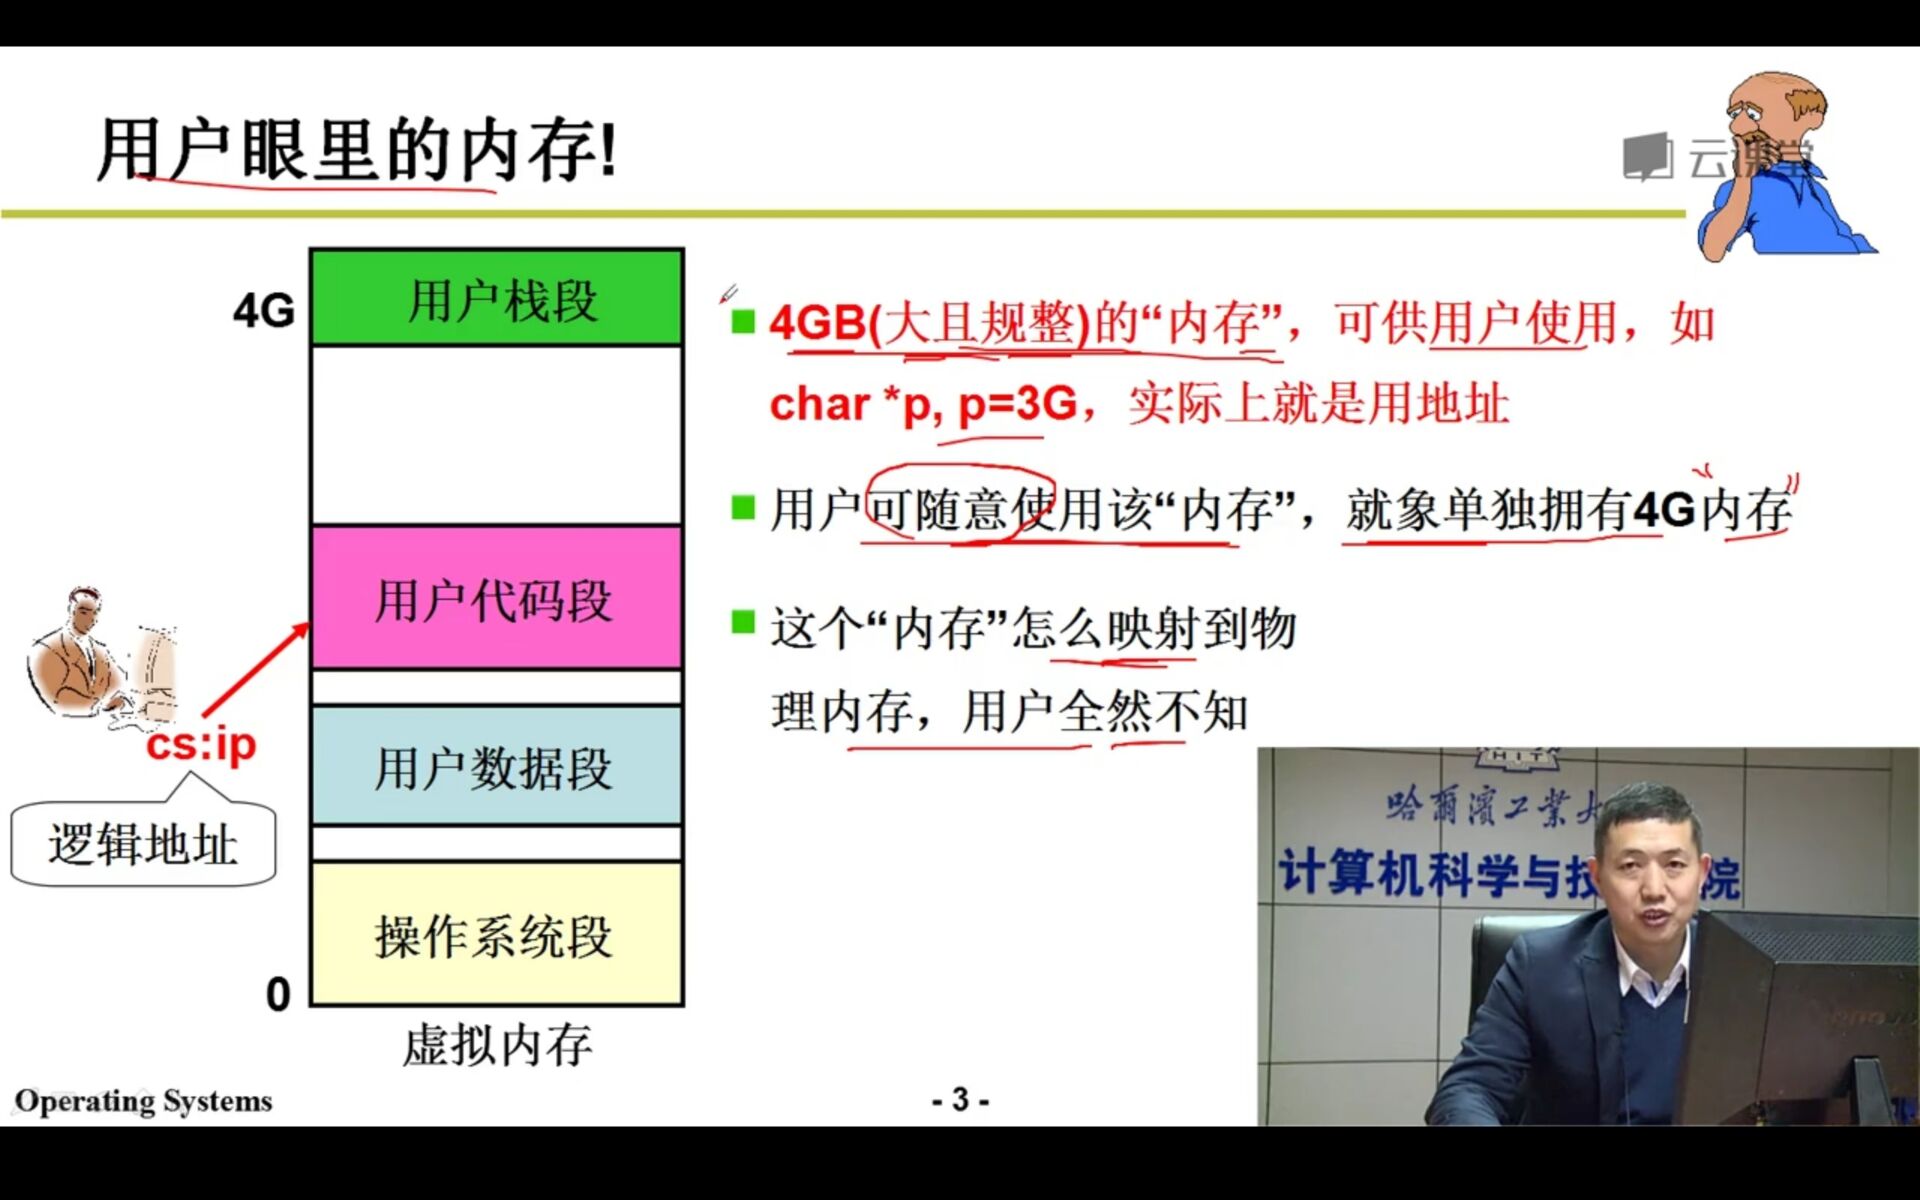 用户眼里的内存!
云课堂
4G
用户栈段
用户代码段
用户数据段
操作系统段
0
虚拟内存
cs:ip
逻辑地址
4GB(大且规整)的“内存”，可供用户使用，如
char *p, p=3G，实际上就是用地址
用户可随意使用该“内存”，就象单独拥有4G内存
这个“内存”怎么映射到物
理内存，用户全然不知
HIT
哈爾濱工業大
计算机科学与技
院
Operating Systems
- 3 -